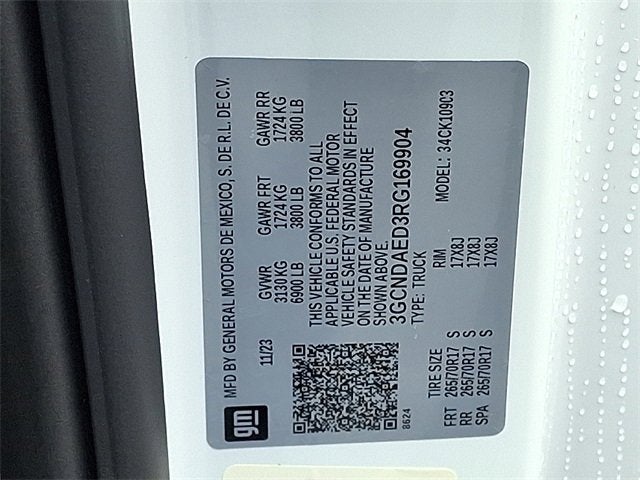 gm
MFD BY GENERAL MOTORS DE MEXICO, S. DE R.L. DE C.V.
11/23
GVWR GAWR FRT GAWR RR
3130 KG 1724 KG 1724 KG
6900 LB 3800 LB 3800 LB
THIS VEHICLE CONFORMS TO ALL
APPLICABLE U.S. FEDERAL MOTOR
VEHICLE SAFETY STANDARDS IN EFFECT
ON THE DATE OF MANUFACTURE
SHOWN ABOVE.
3GCNDAED3RG169904
8624
TYPE: TRUCK MODEL: 34CK10903
TIRE SIZE RIM
FRT 265/70R17 S 17X8J
RR 265/70R17 S 17X8J
SPA 265/70R17 S 17X8J